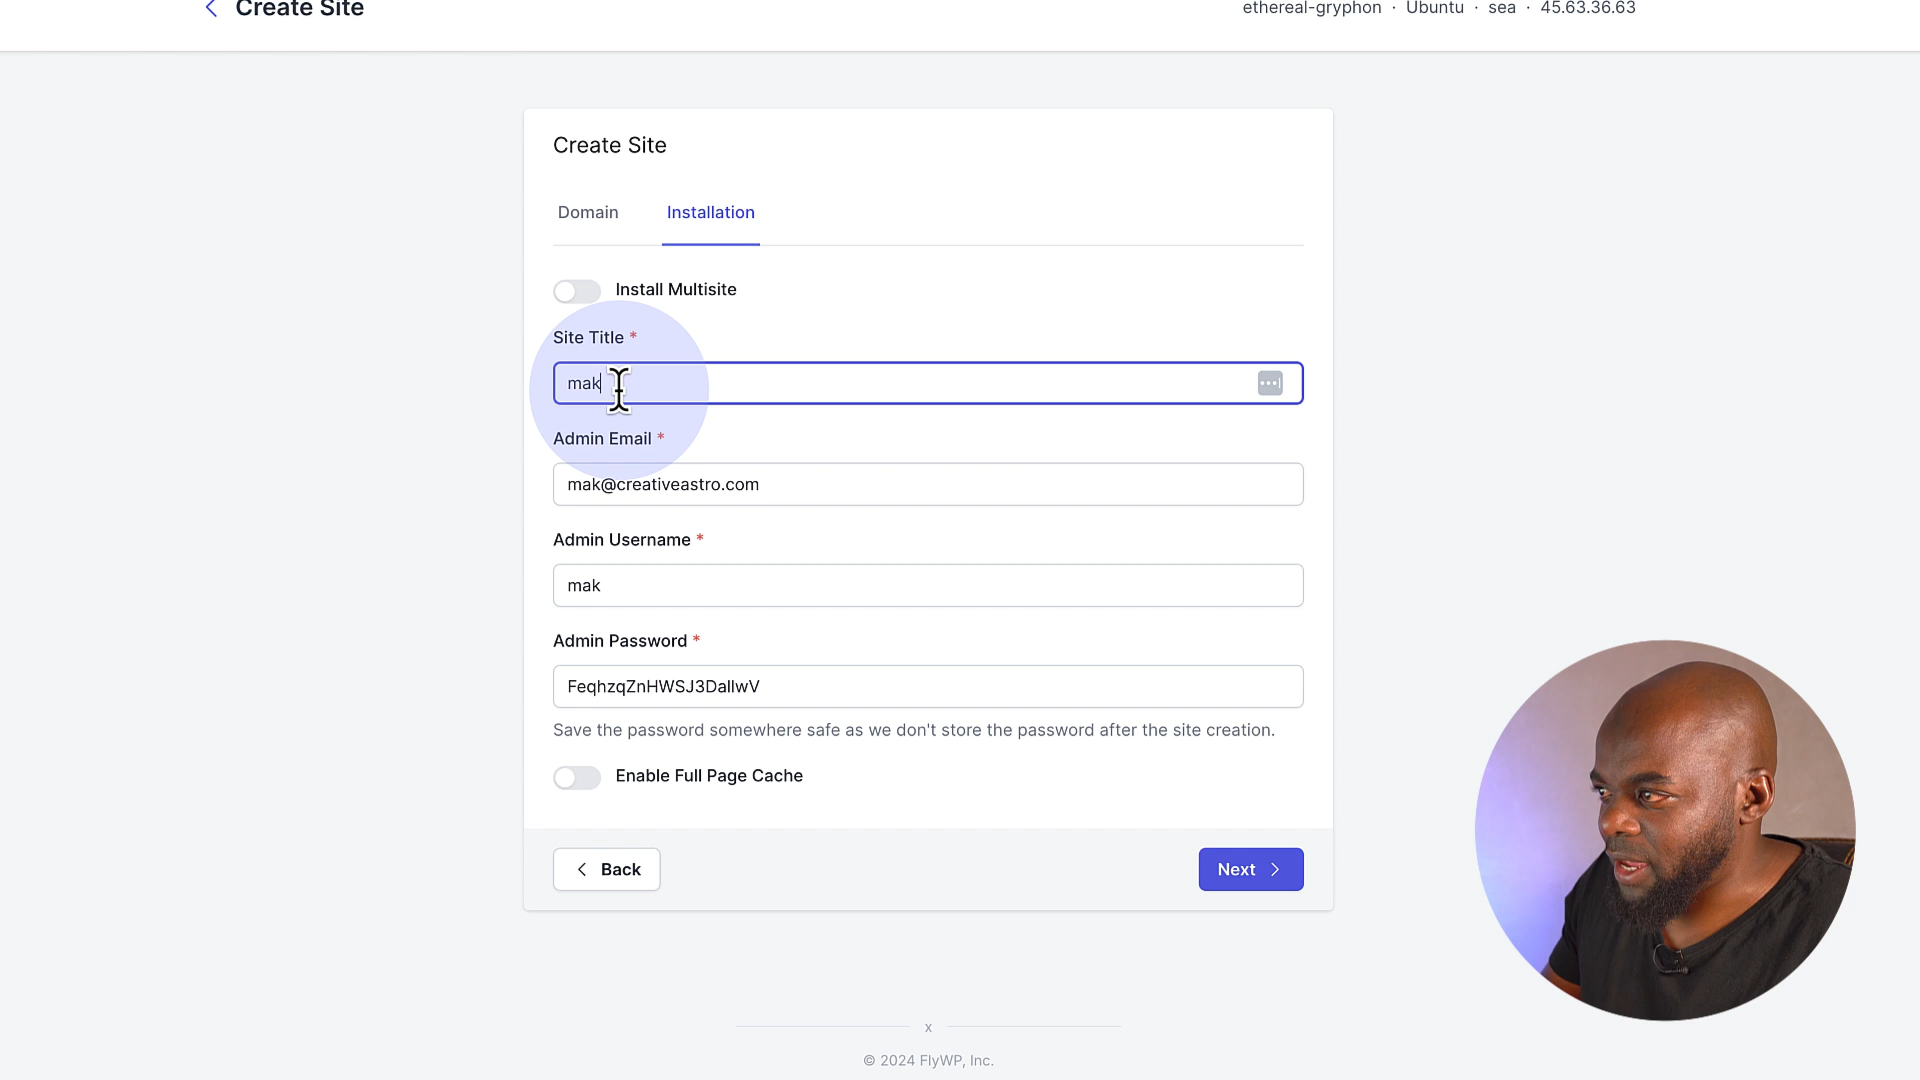 Create Site
ethereal-gryphon · Ubuntu · sea · 45.63.36.63
Create Site
Domain
Installation
Install Multisite
Site Title *
mak
Admin Email *
mak@creativeastro.com
Admin Username *
mak
Admin Password *
FeqhzqZnHWSJ3DallwV
Save the password somewhere safe as we don't store the password after the site creation.
Enable Full Page Cache
Back
Next
x
© 2024 FlyWP, Inc.